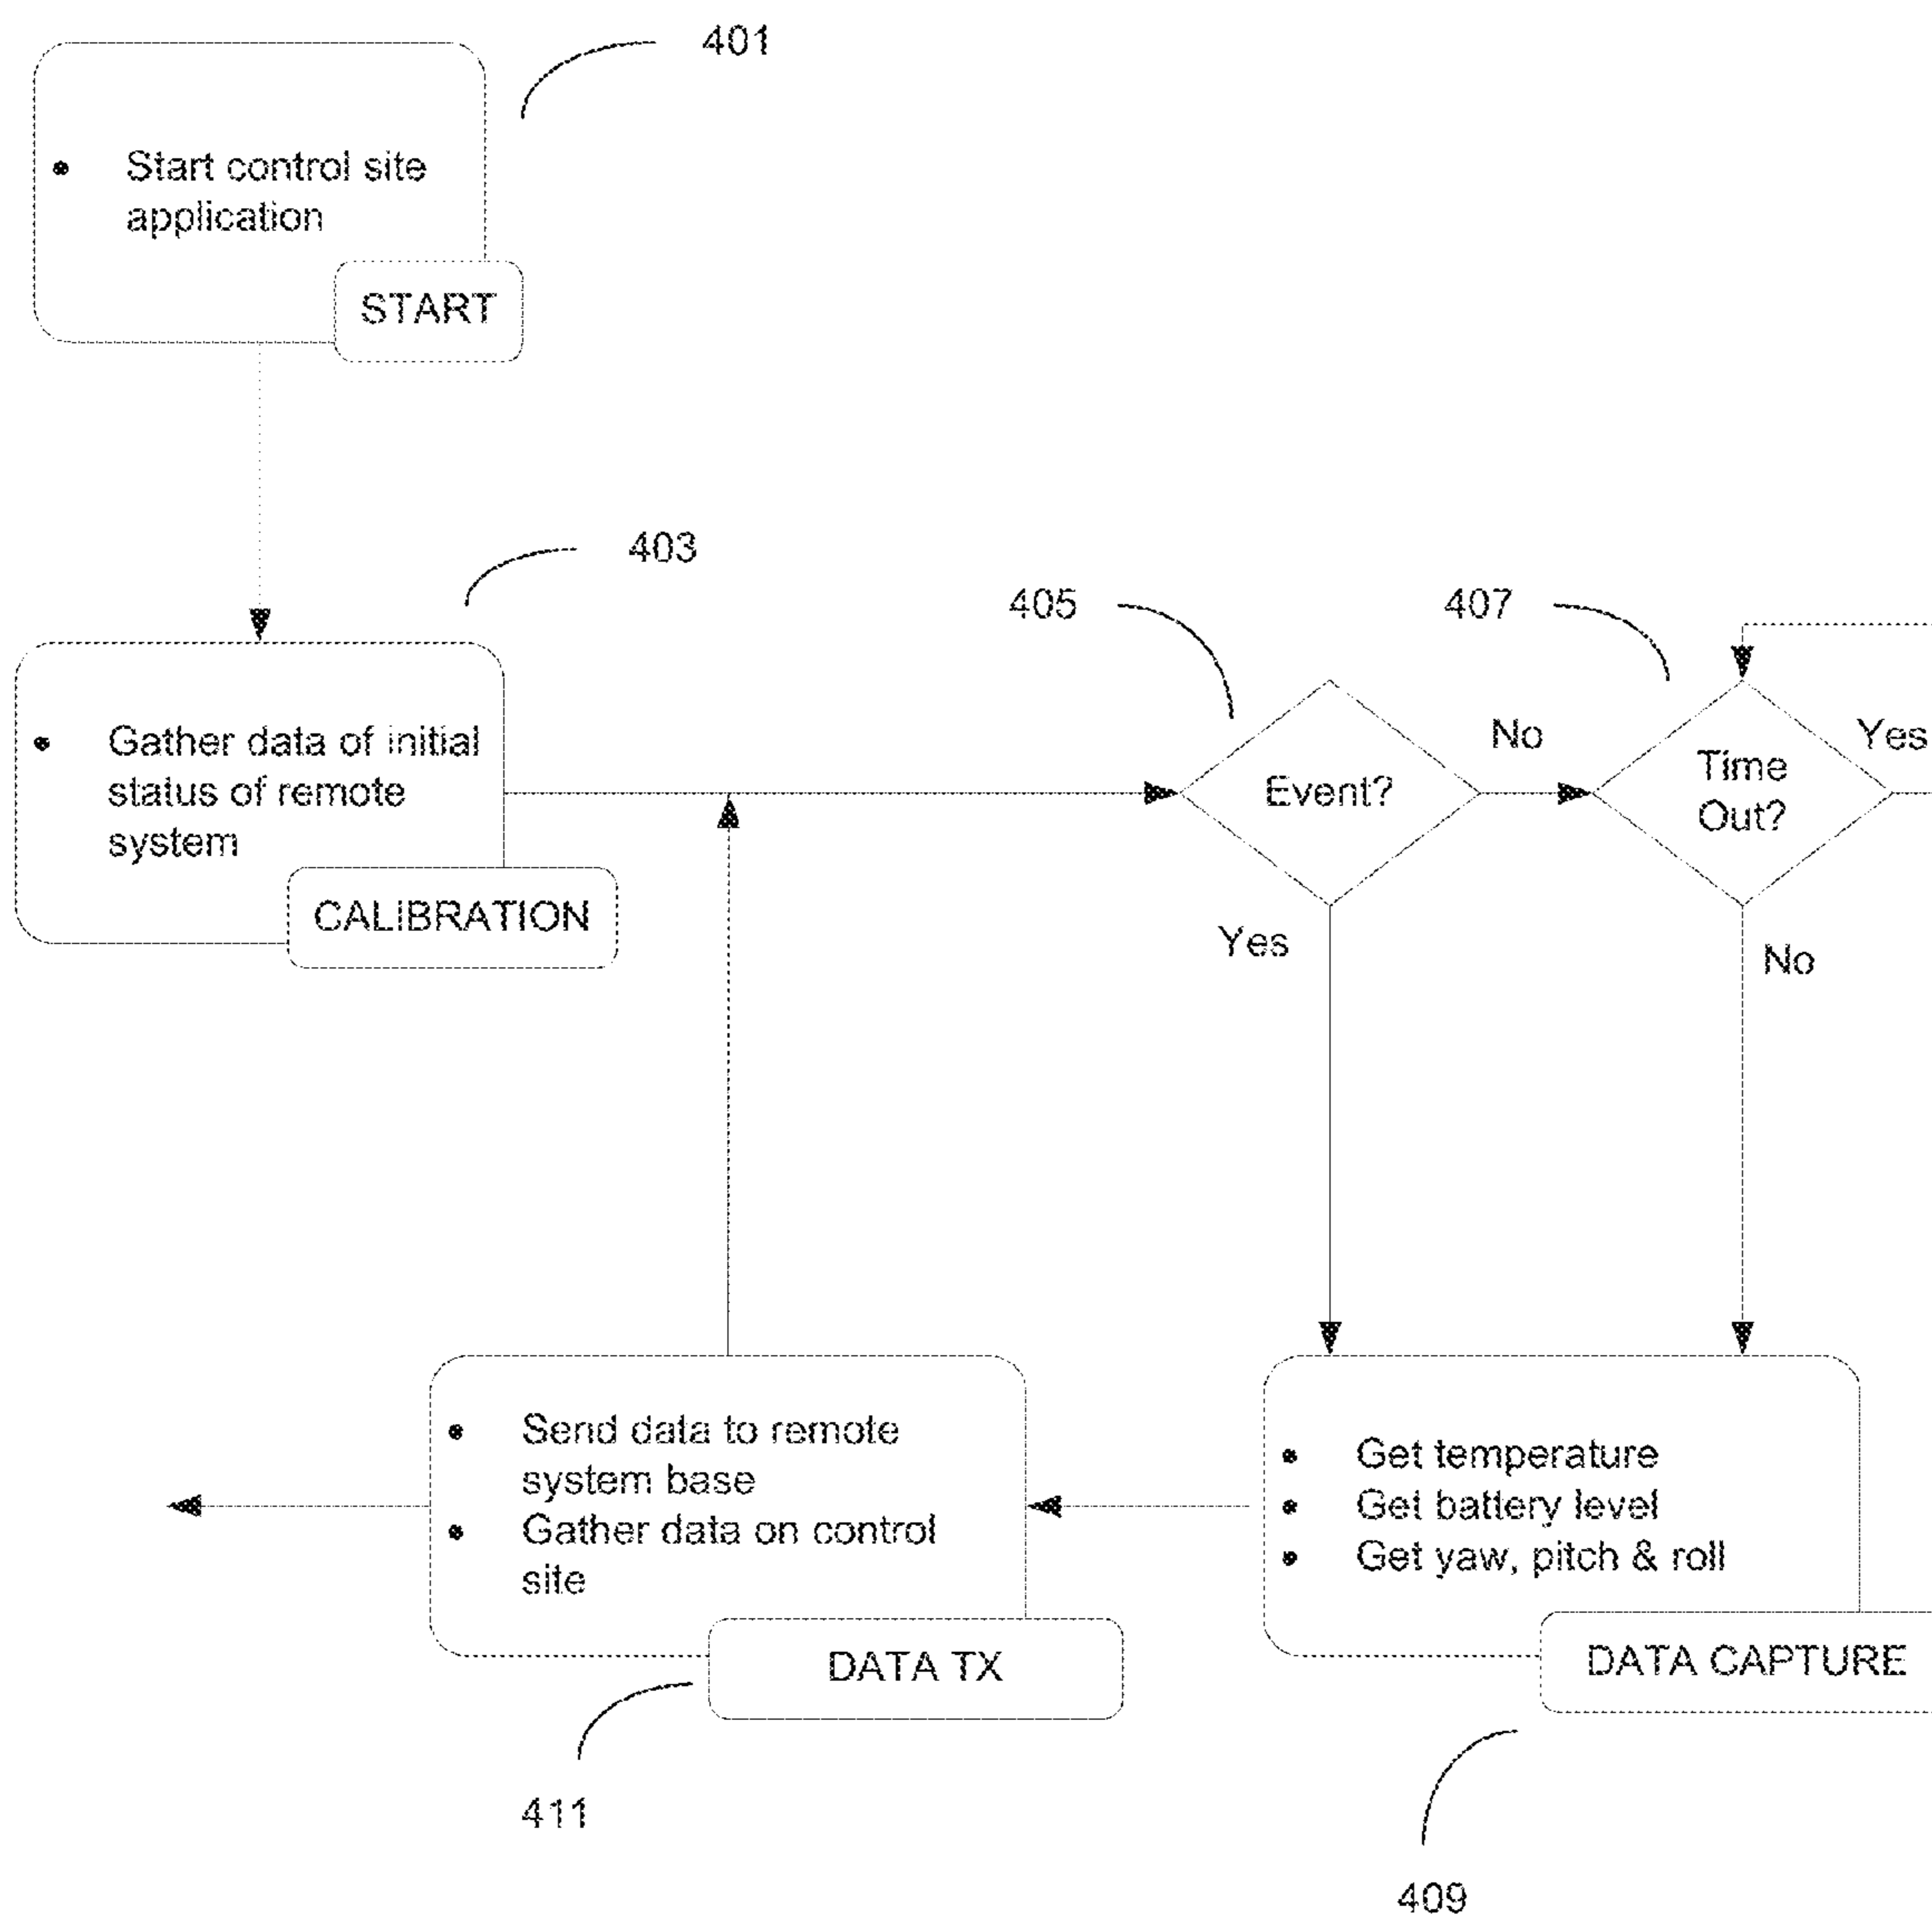 401
• Start control site
application
START
403
• Gather data of initial
status of remote
system
CALIBRATION
405
Event?
No
Yes
407
Time
Out?
Yes
No
• Get temperature
• Get battery level
• Get yaw, pitch & roll
DATA CAPTURE
409
• Send data to remote
system base
• Gather data on control
site
DATA TX
411